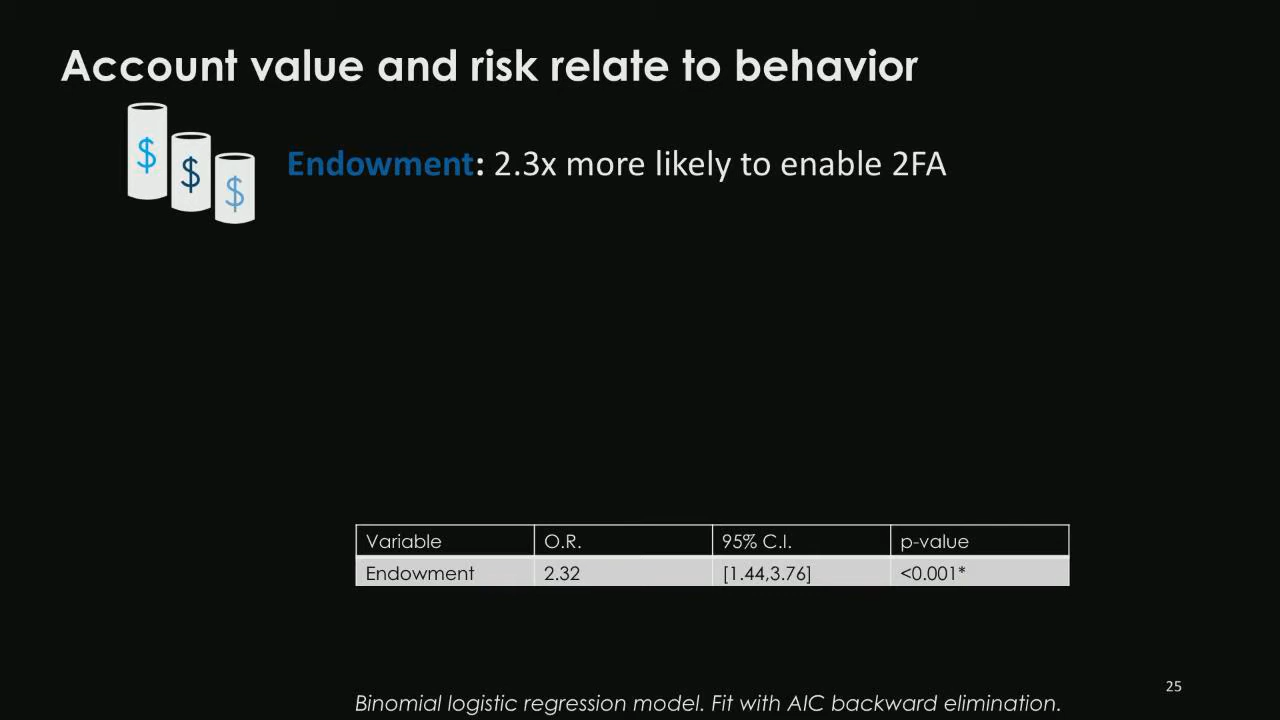 Account value and risk relate to behavior
$ $ $
Endowment: 2.3x more likely to enable 2FA
Variable O.R. 95% C.I. p-value
Endowment 2.32 [1.44,3.76] <0.001*
25
Binomial logistic regression model. Fit with AIC backward elimination.